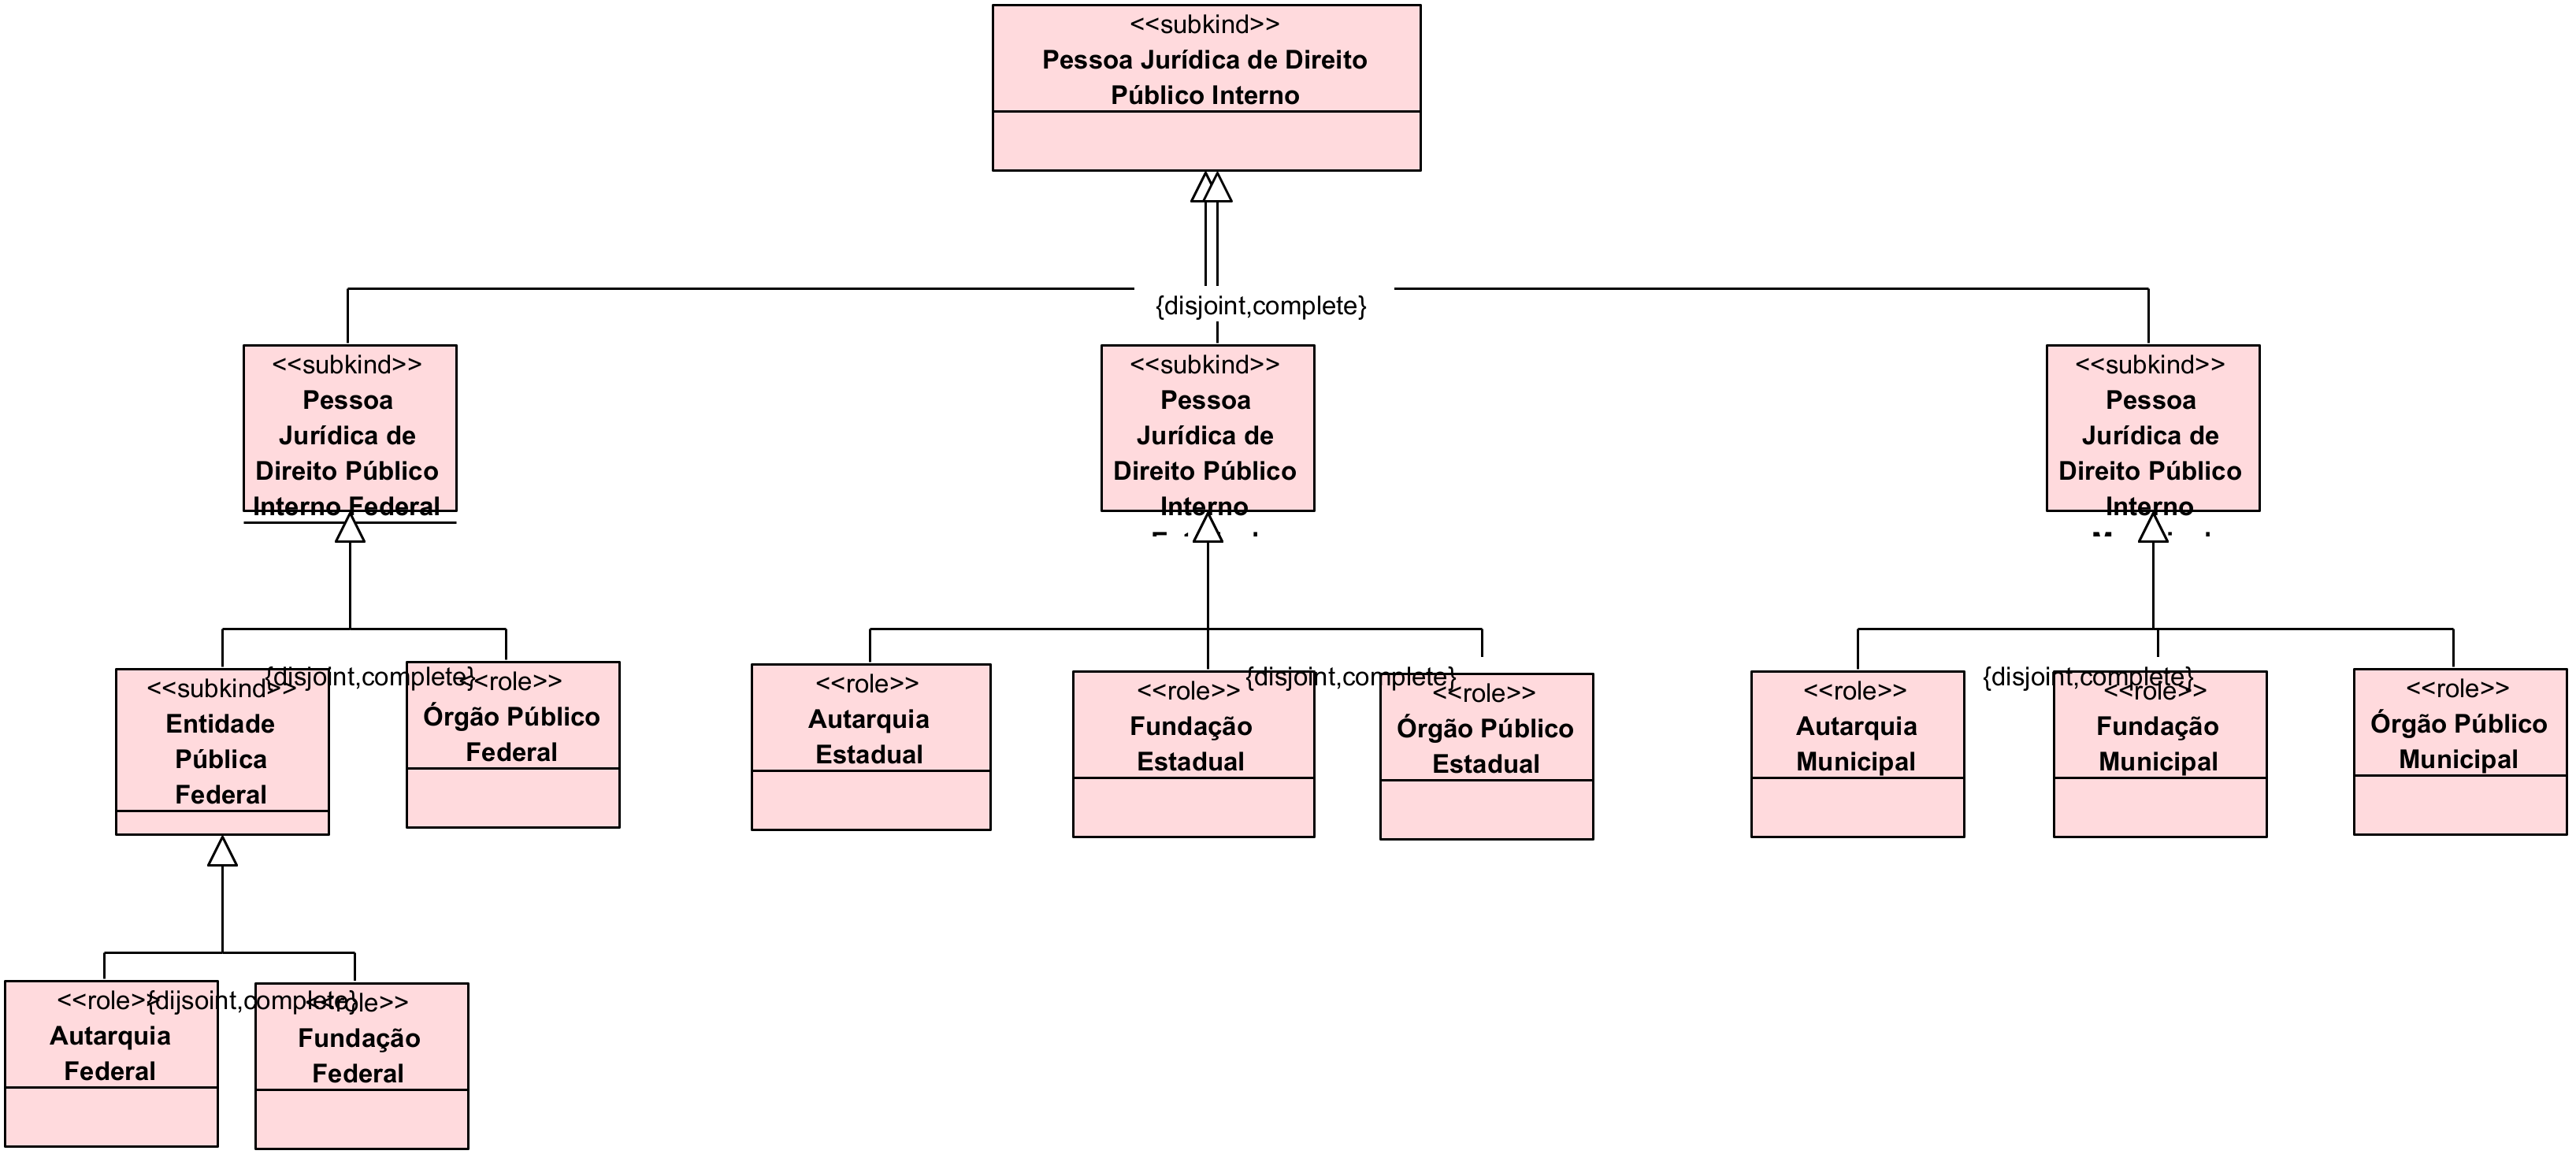 <<subkind>>
Pessoa Jurídica de Direito
Público Interno
{disjoint,complete}
<<subkind>>
Pessoa
Jurídica de
Direito Público
Interno Federal
<<subkind>>
Pessoa
Jurídica de
Direito Público
Interno
<<subkind>>
Pessoa
Jurídica de
Direito Público
Interno
{disjoint,complete}
<<subkind>>
Entidade
Pública
Federal
<<role>>
Órgão Público
Federal
<<role>>
Autarquia
Estadual
{disjoint,complete}
<<role>>
Fundação
Estadual
<<role>>
Órgão Público
Estadual
<<role>>
Autarquia
Municipal
{disjoint,complete}
<<role>>
Fundação
Municipal
<<role>>
Órgão Público
Municipal
{dijsoint,complete}
<<role>>
Autarquia
Federal
<<role>>
Fundação
Federal